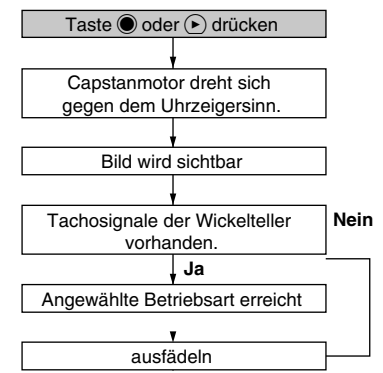 Taste ⏺ oder ▶ drücken
Capstanmotor dreht sich
gegen dem Uhrzeigersinn.
Bild wird sichtbar
Tachosignale der Wickelteller
vorhanden.
Nein
Ja
Angewählte Betriebsart erreicht
ausfädeln